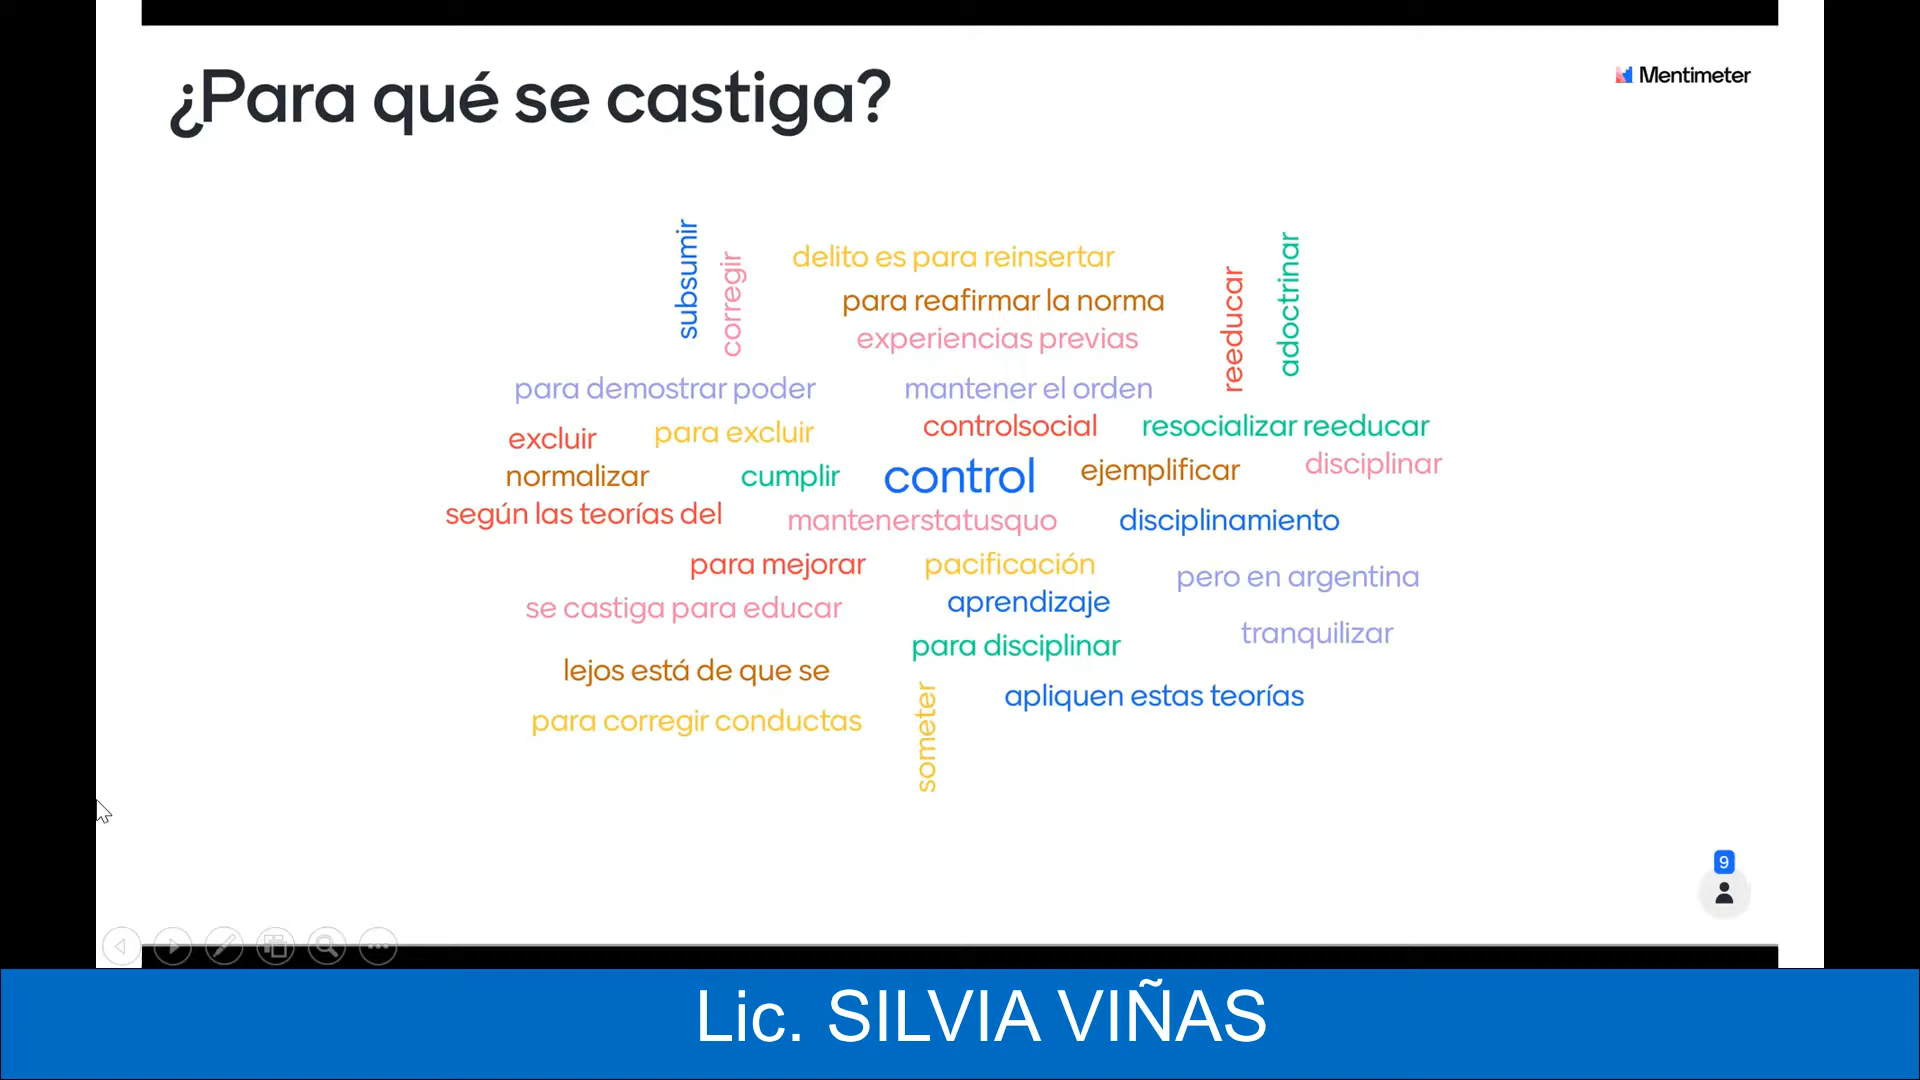 ¿Para qué se castiga?
Mentimeter
subsumir
corregir
delito es para reinsertar
para reafirmar la norma
experiencias previas
reeducar
adoctrinar
para demostrar poder
mantener el orden
excluir
para excluir
controlsocial
resocializar reeducar
normalizar
cumplir
control
ejemplificar
disciplinar
según las teorías del
mantenerstatusquo
disciplinamiento
para mejorar
pacificación
pero en argentina
se castiga para educar
aprendizaje
para disciplinar
tranquilizar
lejos está de que se
someter
apliquen estas teorías
para corregir conductas
9
Lic. SILVIA VIÑAS